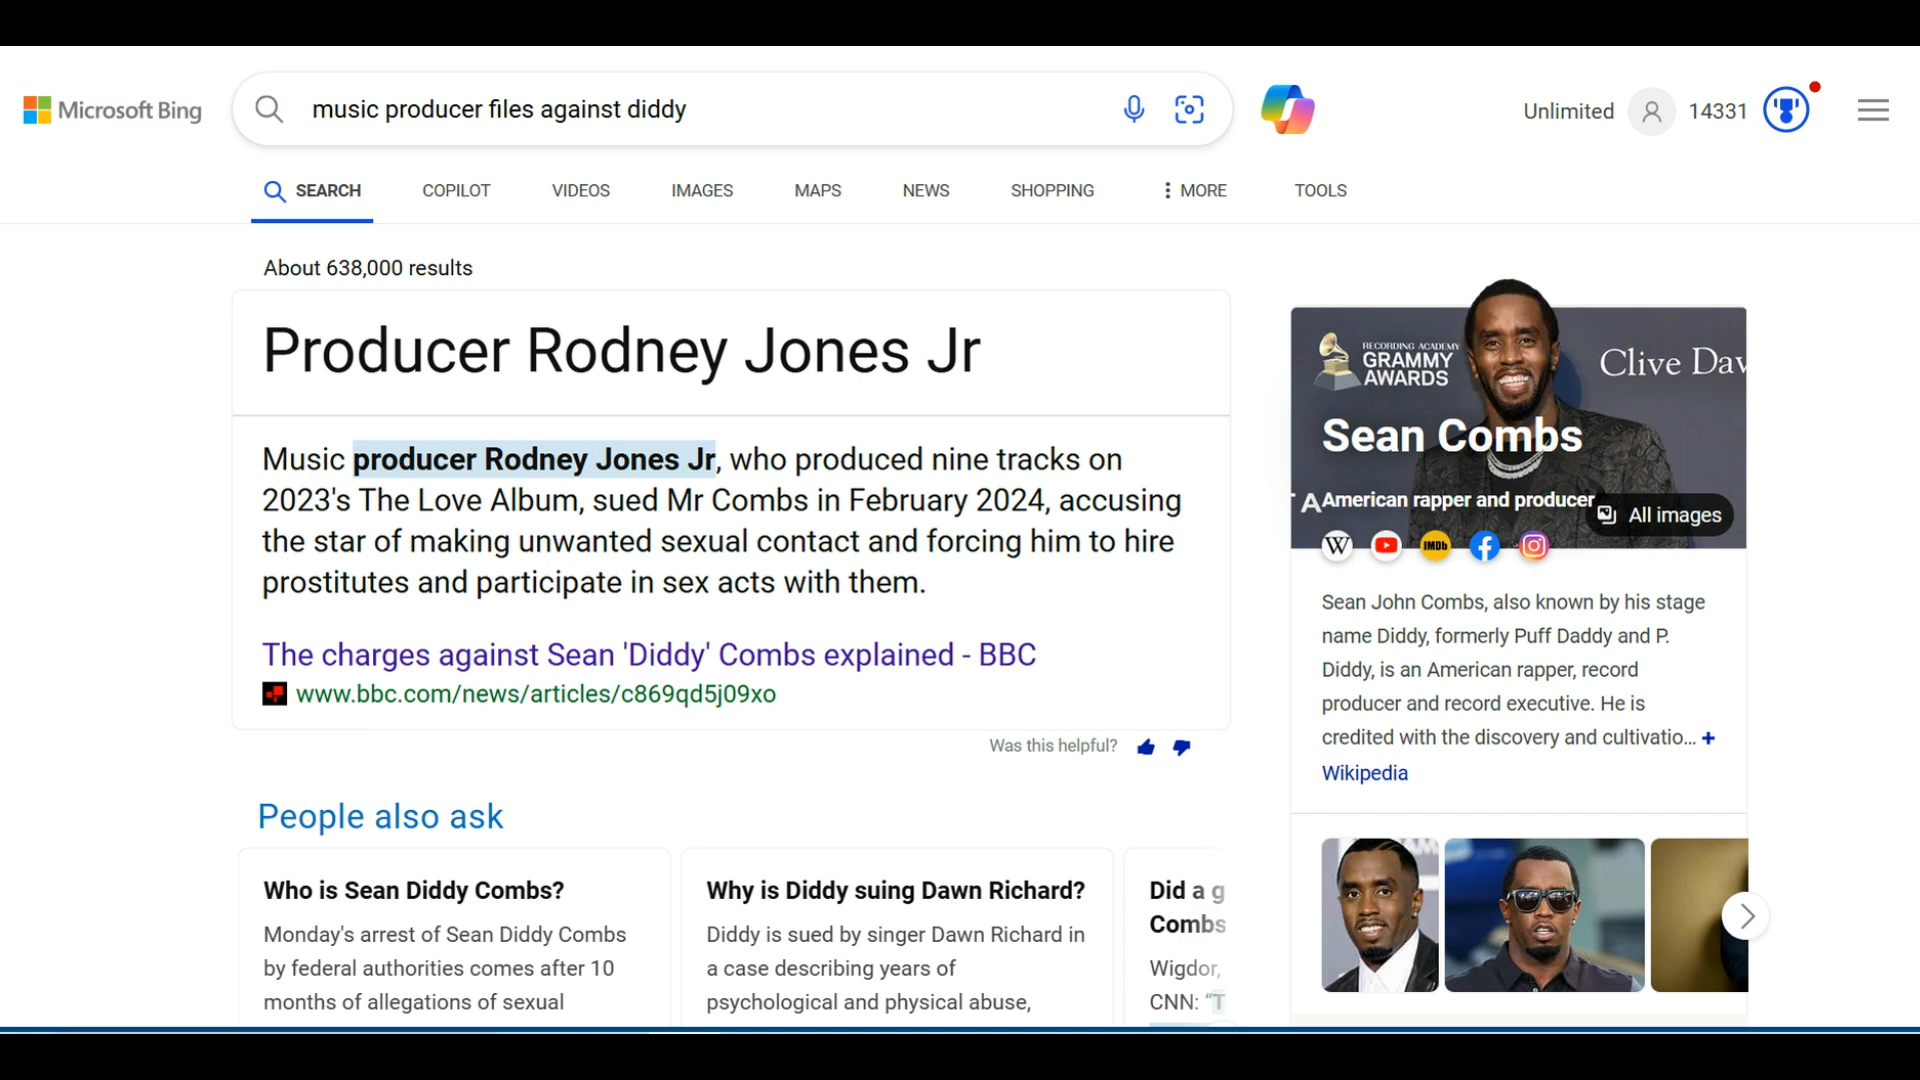 Microsoft Bing
music producer files against diddy
Unlimited
14331
SEARCH
COPILOT
VIDEOS
IMAGES
MAPS
NEWS
SHOPPING
MORE
TOOLS
About 638,000 results
Producer Rodney Jones Jr
Music producer Rodney Jones Jr, who produced nine tracks on
2023's The Love Album, sued Mr Combs in February 2024, accusing
the star of making unwanted sexual contact and forcing him to hire
prostitutes and participate in sex acts with them.
The charges against Sean 'Diddy' Combs explained - BBC
www.bbc.com/news/articles/c869qd5j09xo
Was this helpful?
People also ask
Who is Sean Diddy Combs?
Monday's arrest of Sean Diddy Combs
by federal authorities comes after 10
months of allegations of sexual
Why is Diddy suing Dawn Richard?
Diddy is sued by singer Dawn Richard in
a case describing years of
psychological and physical abuse,
Did a g
Combs
Wigdor,
CNN: “T
RECORDING ACADEMY
GRAMMY
AWARDS
Clive Dav
Sean Combs
American rapper and producer
All images
W
IMDb
Sean John Combs, also known by his stage
name Diddy, formerly Puff Daddy and P.
Diddy, is an American rapper, record
producer and record executive. He is
credited with the discovery and cultivatio... +
Wikipedia